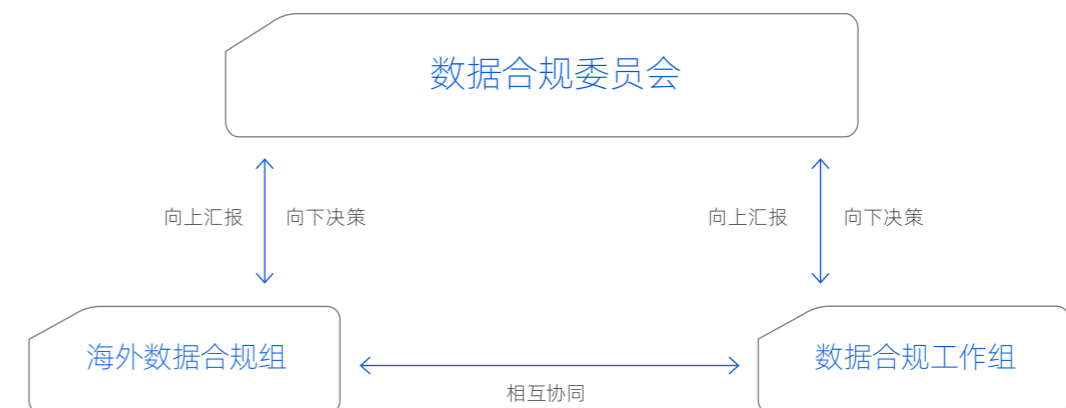 数据合规委员会
向上汇报
向下决策
向上汇报
向下决策
海外数据合规组
数据合规工作组
相互协同